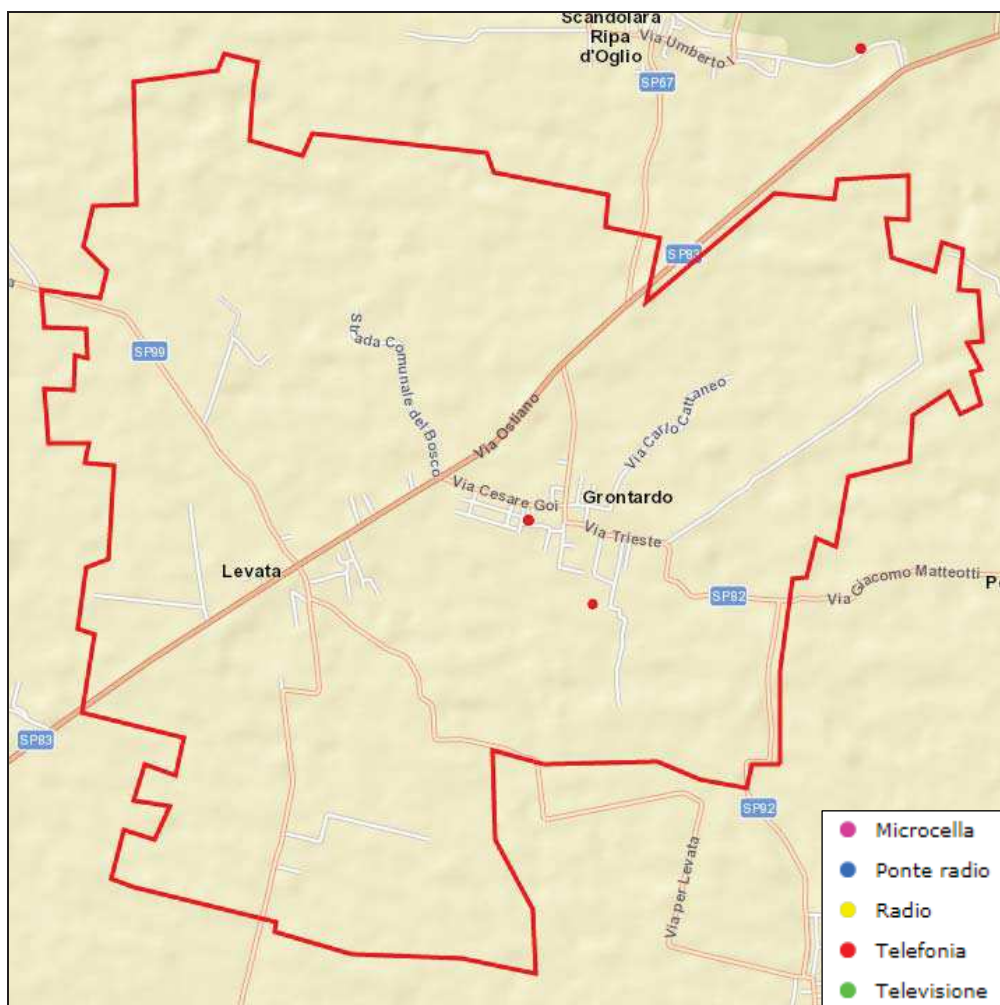 Scandolara
Ripa
d'Oglio
Via Umberto I
SP67
SP83
a
SP99
Strada Comunale del Bosco
Via Ostiano
Via Carlo Cattaneo
Via Cesare Goi
Grontardo
Via Trieste
Levata
Via Giacomo Matteotti
Pe
SP92
SP83
SP92
Via per Levata
Microcella
Ponte radio
Radio
Telefonia
Televisione